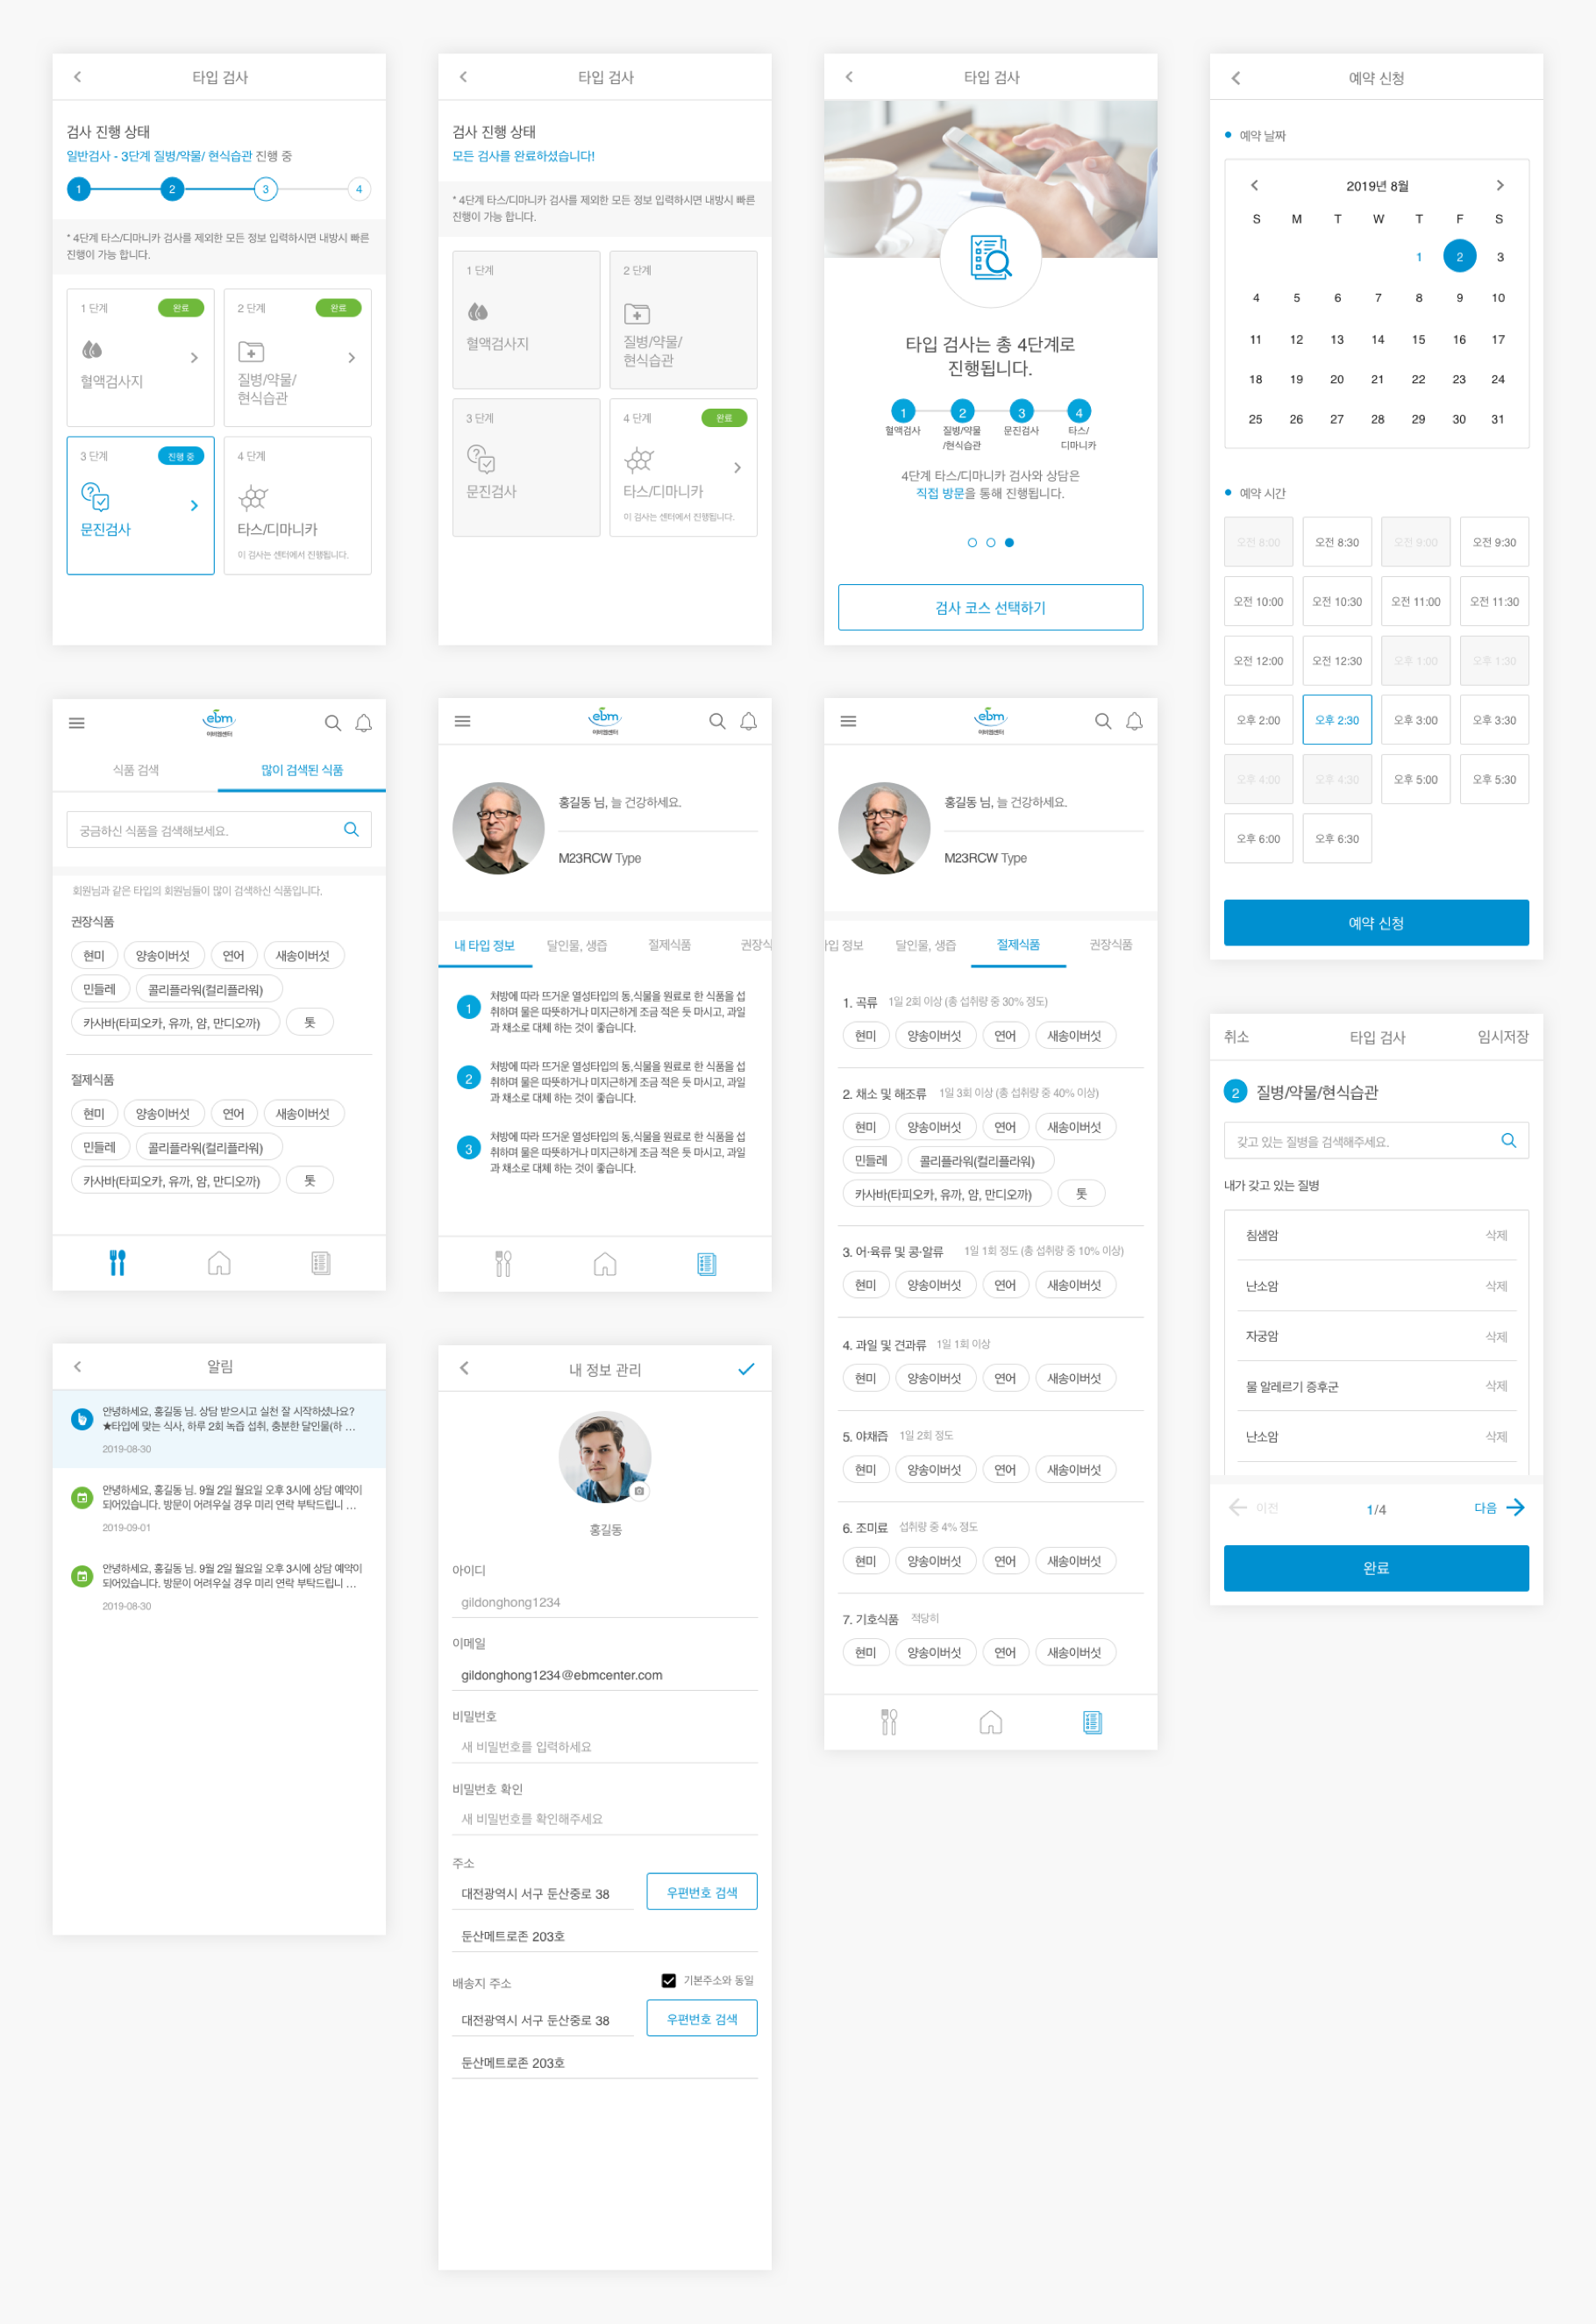 타입 검사
검사 진행 상태
일반검사 - 3단계 질병/약물/ 현식습관 진행 중
1
2
3
4
* 4단계 타스/디마니카 검사를 제외한 모든 정보 입력하시면 내방시 빠른
진행이 가능 합니다.
1 단계
완료
혈액검사지
2 단계
완료
질병/약물/
현식습관
3 단계
진행 중
문진검사
4 단계
타스/디마니카
이 검사는 센터에서 진행됩니다.
타입 검사
검사 진행 상태
모든 검사를 완료하셨습니다!
* 4단계 타스/디마니카 검사를 제외한 모든 정보 입력하시면 내방시 빠른
진행이 가능 합니다.
1 단계
혈액검사지
2 단계
질병/약물/
현식습관
3 단계
문진검사
4 단계
완료
타스/디마니카
이 검사는 센터에서 진행됩니다.
타입 검사
타입 검사는 총 4단계로
진행됩니다.
1
2
3
4
혈액검사
질병/약물
/현식습관
문진검사
타스/
디마니카
4단계 타스/디마니카 검사와 상담은
직접 방문을 통해 진행됩니다.
검사 코스 선택하기
예약 신청
예약 날짜
2019년 8월
S M T W T F S
1 2 3
4 5 6 7 8 9 10
11 12 13 14 15 16 17
18 19 20 21 22 23 24
25 26 27 28 29 30 31
예약 시간
오전 8:00 오전 8:30 오전 9:00 오전 9:30
오전 10:00 오전 10:30 오전 11:00 오전 11:30
오전 12:00 오전 12:30 오후 1:00 오후 1:30
오후 2:00 오후 2:30 오후 3:00 오후 3:30
오후 4:00 오후 4:30 오후 5:00 오후 5:30
오후 6:00 오후 6:30
예약 신청
ebm
이비엠센터
식품 검색
많이 검색된 식품
궁금하신 식품을 검색해보세요.
회원님과 같은 타입의 회원님들이 많이 검색하신 식품입니다.
권장식품
현미 양송이버섯 연어 새송이버섯
민들레 콜리플라워(컬리플라워)
카사바(타피오카, 유까, 얌, 만디오까) 톳
절제식품
현미 양송이버섯 연어 새송이버섯
민들레 콜리플라워(컬리플라워)
카사바(타피오카, 유까, 얌, 만디오까) 톳
ebm
이비엠센터
홍길동 님, 늘 건강하세요.
M23RCW Type
내 타입 정보 달인물, 생즙 절제식품 권장식
1
처방에 따라 뜨거운 열성타입의 동,식물을 원료로 한 식품을 섭
취하며 물은 따뜻하거나 미지근하게 조금 적은 듯 마시고, 과일
과 채소로 대체 하는 것이 좋습니다.
2
처방에 따라 뜨거운 열성타입의 동,식물을 원료로 한 식품을 섭
취하며 물은 따뜻하거나 미지근하게 조금 적은 듯 마시고, 과일
과 채소로 대체 하는 것이 좋습니다.
3
처방에 따라 뜨거운 열성타입의 동,식물을 원료로 한 식품을 섭
취하며 물은 따뜻하거나 미지근하게 조금 적은 듯 마시고, 과일
과 채소로 대체 하는 것이 좋습니다.
ebm
이비엠센터
홍길동 님, 늘 건강하세요.
M23RCW Type
입 정보 달인물, 생즙 절제식품 권장식품
1. 곡류 1일 2회 이상 (총 섭취량 중 30% 정도)
현미 양송이버섯 연어 새송이버섯
2. 채소 및 해조류 1일 3회 이상 (총 섭취량 중 40% 이상)
현미 양송이버섯 연어 새송이버섯
민들레 콜리플라워(컬리플라워)
카사바(타피오카, 유까, 얌, 만디오까) 톳
3. 어·육류 및 콩·알류 1일 1회 정도 (총 섭취량 중 10% 이상)
현미 양송이버섯 연어 새송이버섯
4. 과일 및 견과류 1일 1회 이상
현미 양송이버섯 연어 새송이버섯
5. 야채즙 1일 2회 정도
현미 양송이버섯 연어 새송이버섯
6. 조미료 섭취량 중 4% 정도
현미 양송이버섯 연어 새송이버섯
7. 기호식품 적당히
현미 양송이버섯 연어 새송이버섯
취소 타입 검사 임시저장
2 질병/약물/현식습관
갖고 있는 질병을 검색해주세요.
내가 갖고 있는 질병
침샘암 삭제
난소암 삭제
자궁암 삭제
물 알레르기 증후군 삭제
난소암 삭제
이전 1/4 다음
완료
알림
안녕하세요, 홍길동 님. 상담 받으시고 실천 잘 시작하셨나요?
★타입에 맞는 식사, 하루 2회 녹즙 섭취, 충분한 달인물(하 ...
2019-08-30
안녕하세요, 홍길동 님. 9월 2일 월요일 오후 3시에 상담 예약이
되어있습니다. 방문이 어려우실 경우 미리 연락 부탁드립니 ...
2019-09-01
안녕하세요, 홍길동 님. 9월 2일 월요일 오후 3시에 상담 예약이
되어있습니다. 방문이 어려우실 경우 미리 연락 부탁드립니 ...
2019-08-30
내 정보 관리
홍길동
아이디
gildonghong1234
이메일
gildonghong1234@ebmcenter.com
비밀번호
새 비밀번호를 입력하세요
비밀번호 확인
새 비밀번호를 확인해주세요
주소
대전광역시 서구 둔산중로 38 우편번호 검색
둔산메트로존 203호
배송지 주소 기본주소와 동일
대전광역시 서구 둔산중로 38 우편번호 검색
둔산메트로존 203호